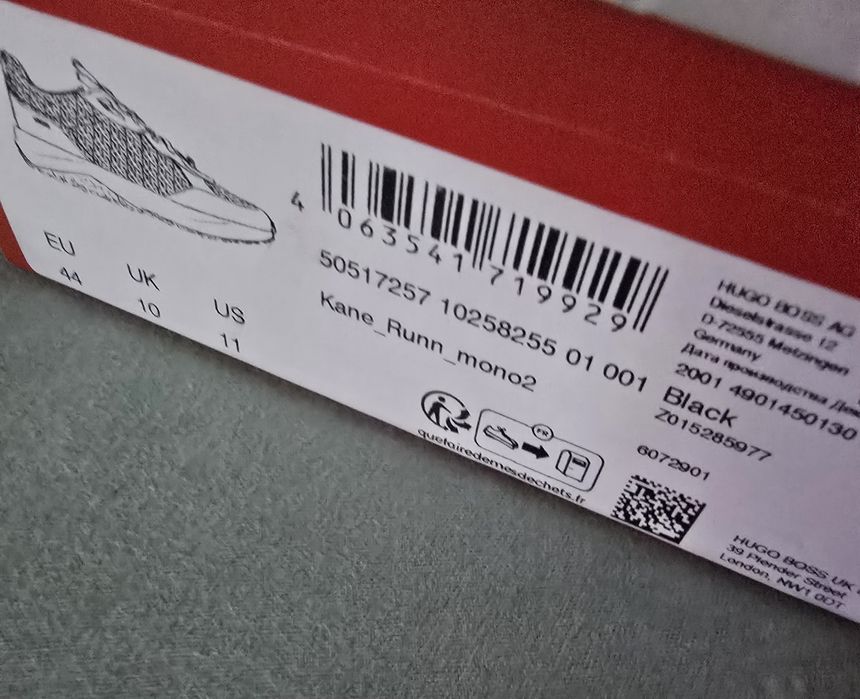 EU
44
UK
10
US
11
4 063541 719929
50517257 10258255 01 001
Kane_Runn_mono2
Black
FR
quefairedemesdechets.fr
HUGO BOSS AG
Dieselstrasse 12
D-72555 Metzingen
Germany
Дата производства
2001 4901450130
Z015285977
6072901
HUGO BOSS UK
39 Plender Street
London, NW1 0DT